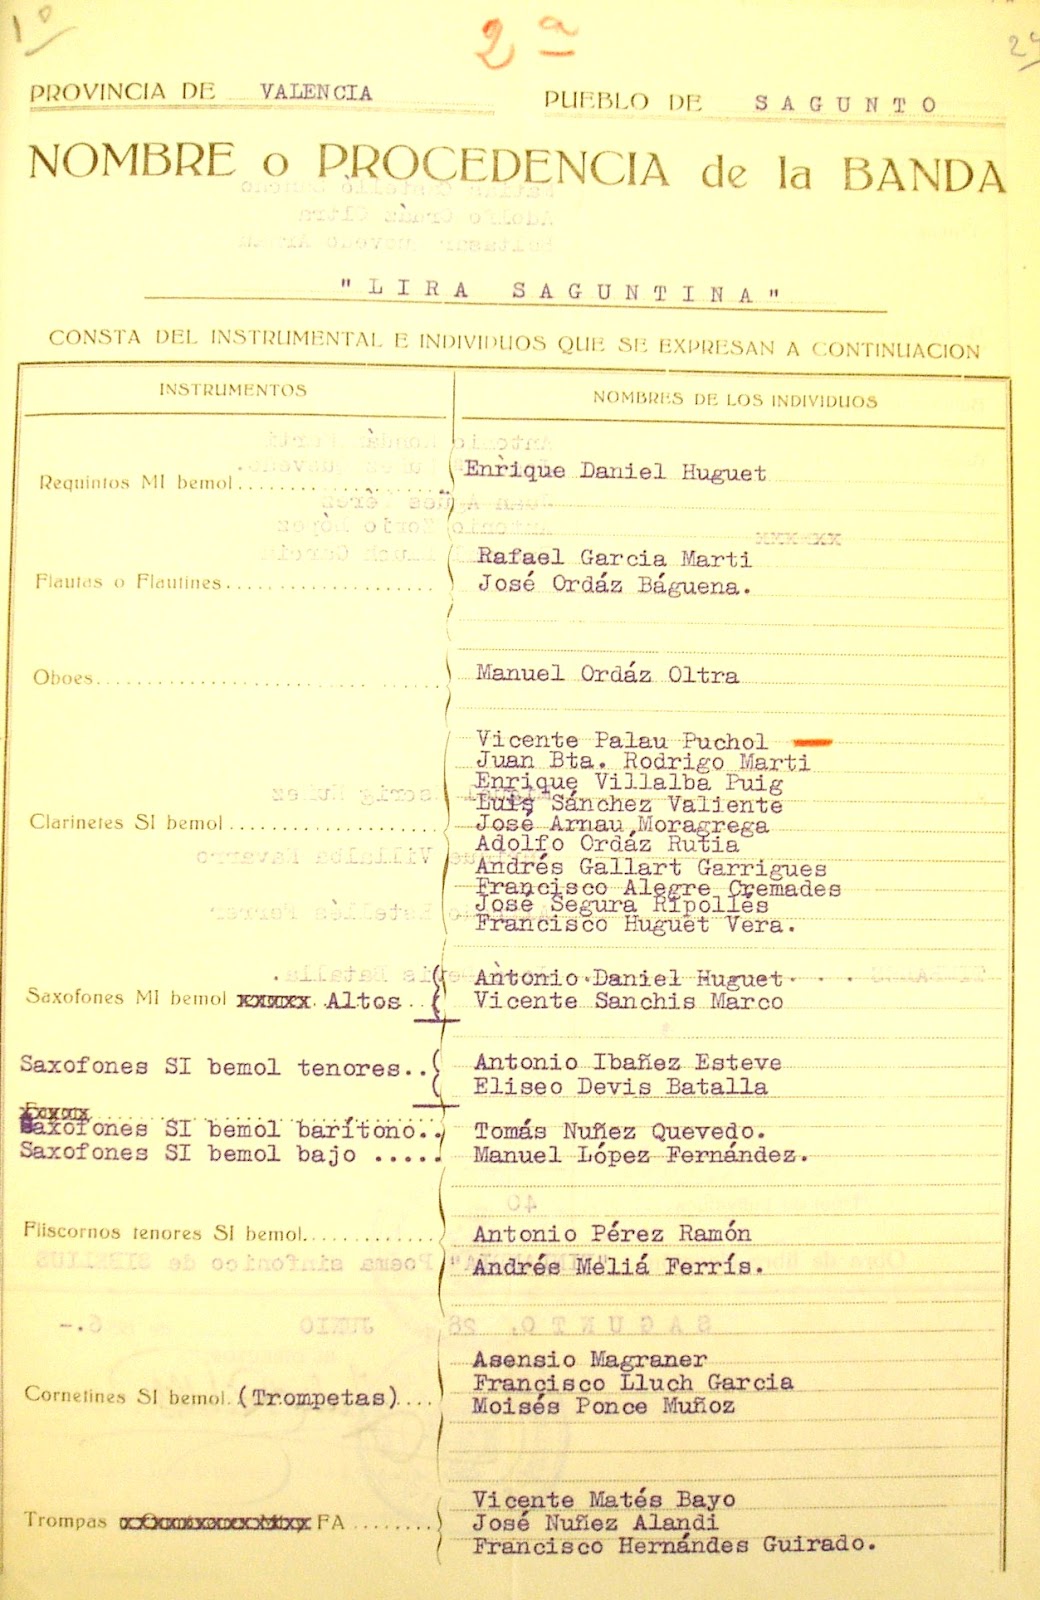 1º
2ª
PROVINCIA DE VALENCIA PUEBLO DE SAGUNTO
NOMBRE o PROCEDENCIA de la BANDA
"LIRA SAGUNTINA"
CONSTA DEL INSTRUMENTAL E INDIVIDUOS QUE SE EXPRESAN A CONTINUACION
INSTRUMENTOS NOMBRES DE LOS INDIVIDUOS
Requintos MI bemol Enrique Daniel Huguet
Rafael Garcia Marti
Flautas o Flautines José Ordáz Báguena.
Oboes Manuel Ordáz Oltra
Vicente Palau Puchol
Juan Bta. Rodrigo Marti
Enrique Villalba Puig
Luis Sánchez Valiente
Clarinetes SI bemol José Arnau Moragrega
Adolfo Ordáz Rutia
Andrés Gallart Garrigues
Francisco Alegre Cremades
José Segura Ripollés
Francisco Huguet Vera.
Antonio Daniel Huguet
Saxofones MI bemol xxxxx Altos Vicente Sanchis Marco
Saxofones SI bemol tenores.. Antonio Ibañez Esteve
Eliseo Devis Batalla
Saxofones SI bemol barítono.. Tomás Nuñez Quevedo.
Saxofones SI bemol bajo ..... Manuel López Fernández.
Fliscornos tenores SI bemol Antonio Pérez Ramón
Andrés Meliá Ferrís.
Asensio Magraner
Francisco Lluch Garcia
Cornetines SI bemol (Trompetas) Moisés Ponce Muñoz
Vicente Matés Bayo
Trompas FA José Nuñez Alandi
Francisco Hernándes Guirado.